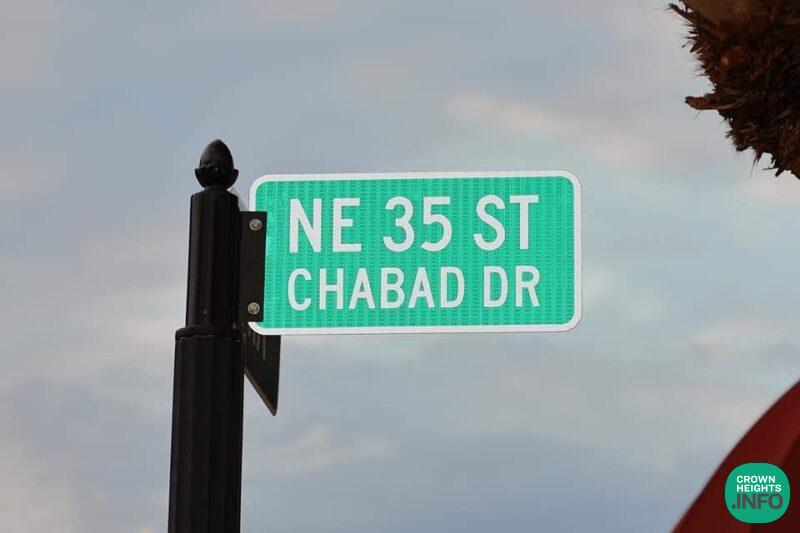 NE 35 ST
CHABAD DR
CROWN
HEIGHTS
.INFO